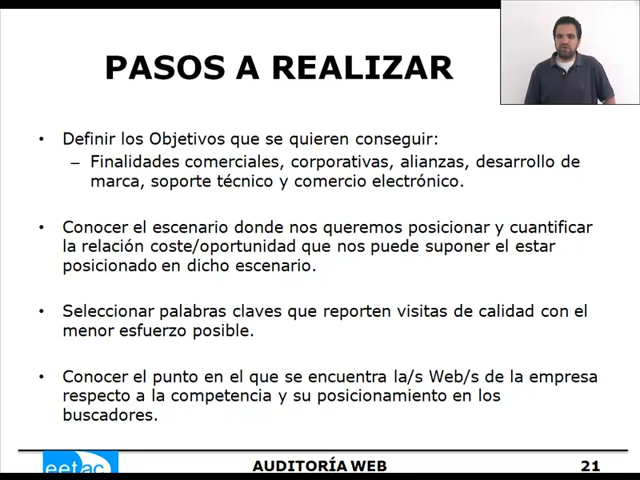 PASOS A REALIZAR
• Definir los Objetivos que se quieren conseguir:
– Finalidades comerciales, corporativas, alianzas, desarrollo de
marca, soporte técnico y comercio electrónico.
• Conocer el escenario donde nos queremos posicionar y cuantificar
la relación coste/oportunidad que nos puede suponer el estar
posicionado en dicho escenario.
• Seleccionar palabras claves que reporten visitas de calidad con el
menor esfuerzo posible.
• Conocer el punto en el que se encuentra la/s Web/s de la empresa
respecto a la competencia y su posicionamiento en los
buscadores.
eetac
AUDITORÍA WEB
21